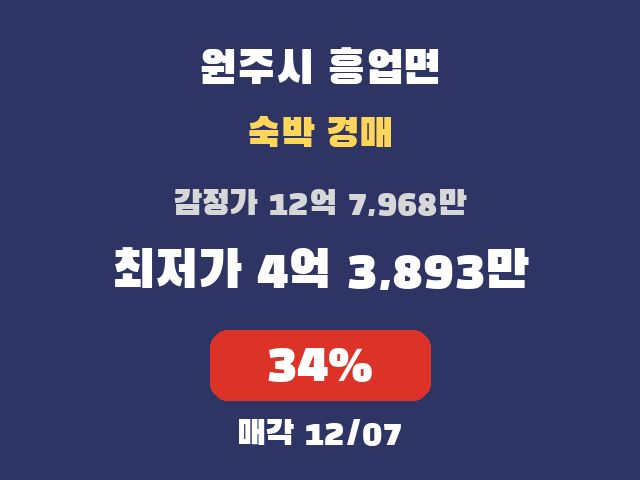 원주시 흥업면
숙박 경매
감정가 12억 7,968만
최저가 4억 3,893만
34%
매각 12/07